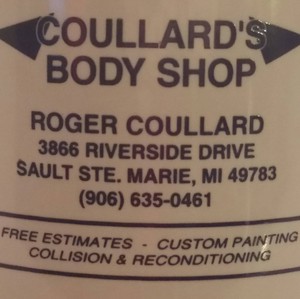 COULLARD'S
BODY SHOP
ROGER COULLARD
3866 RIVERSIDE DRIVE
SAULT STE. MARIE, MI 49783
(906) 635-0461
FREE ESTIMATES - CUSTOM PAINTING
COLLISION & RECONDITIONING